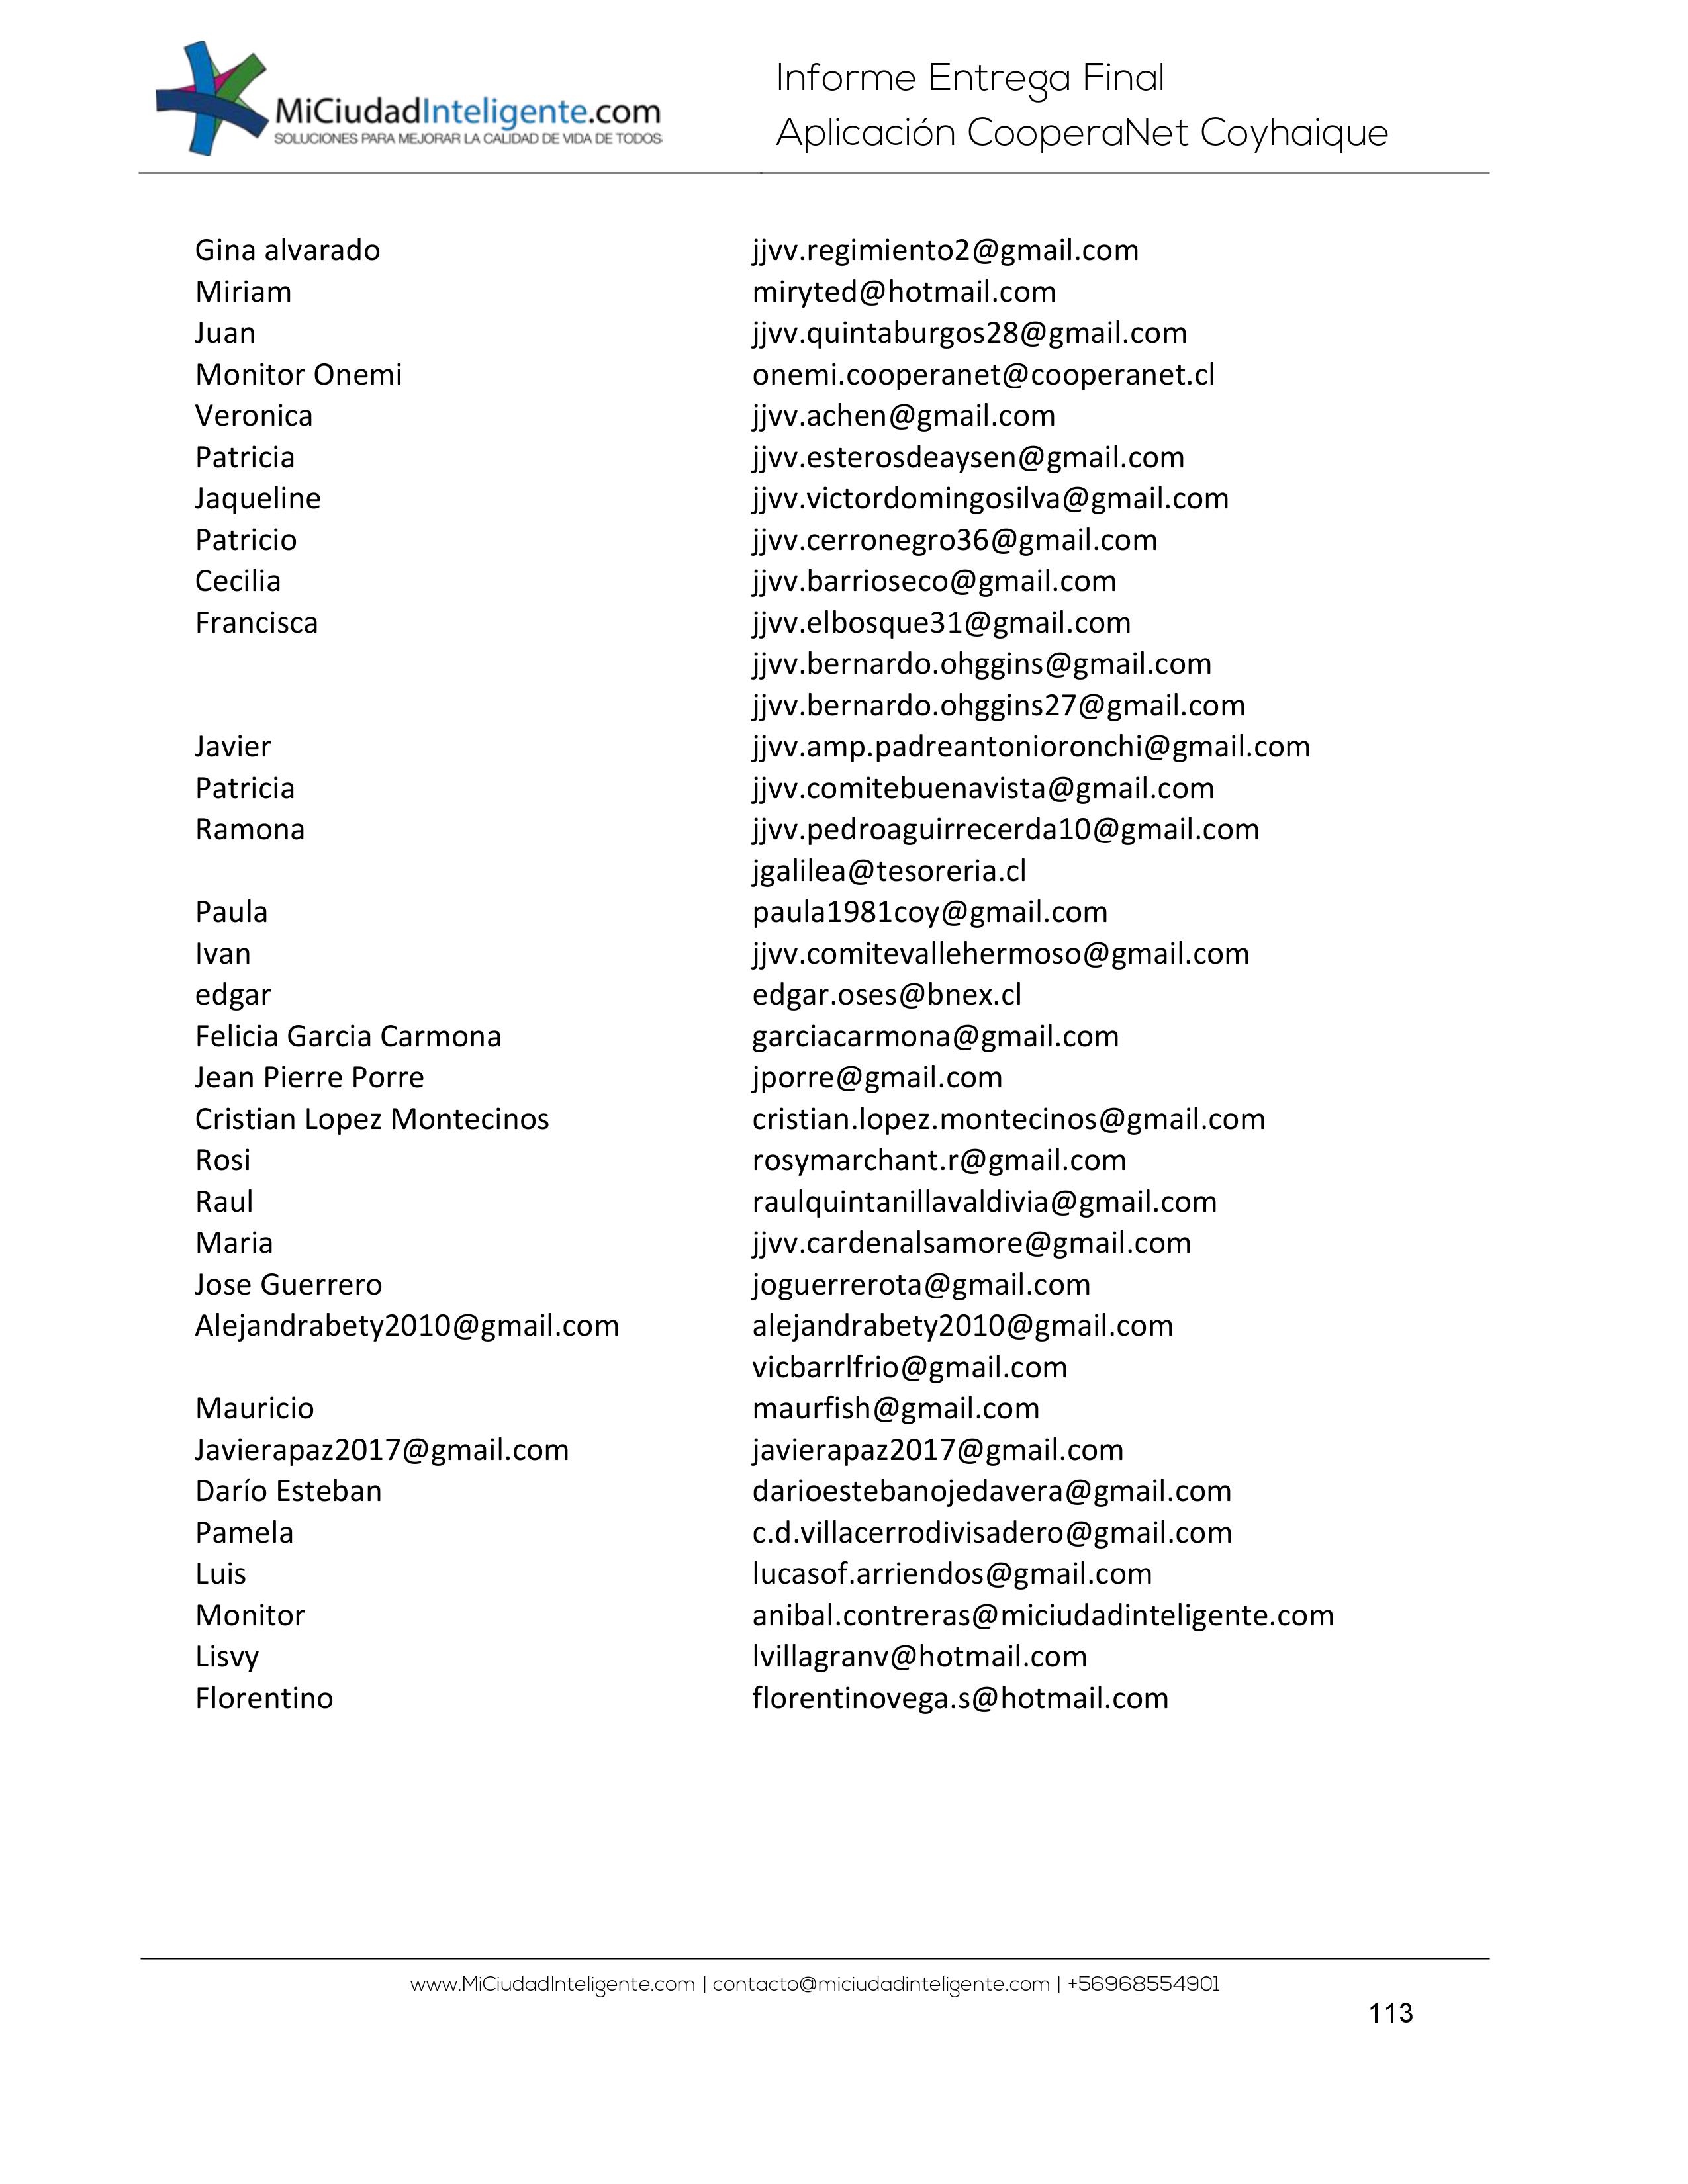 MiCiudadInteligente.com
SOLUCIONES PARA MEJORAR LA CALIDAD DE VIDA DE TODOS
Informe Entrega Final
Aplicación CooperaNet Coyhaique
Gina alvarado jjvv.regimiento2@gmail.com
Miriam miryted@hotmail.com
Juan jjvv.quintaburgos28@gmail.com
Monitor Onemi onemi.cooperanet@cooperanet.cl
Veronica jjvv.achen@gmail.com
Patricia jjvv.esterosdeaysen@gmail.com
Jaqueline jjvv.victordomingosilva@gmail.com
Patricio jjvv.cerronegro36@gmail.com
Cecilia jjvv.barrioseco@gmail.com
Francisca jjvv.elbosque31@gmail.com
jjvv.bernardo.ohggins@gmail.com
jjvv.bernardo.ohggins27@gmail.com
Javier jjvv.amp.padreantonioronchi@gmail.com
Patricia jjvv.comitebuenavista@gmail.com
Ramona jjvv.pedroaguirrecerda10@gmail.com
jgalilea@tesoreria.cl
Paula paula1981coy@gmail.com
Ivan jjvv.comitevallehermoso@gmail.com
edgar edgar.oses@bnex.cl
Felicia Garcia Carmona garciacarmona@gmail.com
Jean Pierre Porre jporre@gmail.com
Cristian Lopez Montecinos cristian.lopez.montecinos@gmail.com
Rosi rosymarchant.r@gmail.com
Raul raulquintanillavaldivia@gmail.com
Maria jjvv.cardenalsamore@gmail.com
Jose Guerrero joguerrerota@gmail.com
Alejandrabety2010@gmail.com alejandrabety2010@gmail.com
vicbarrlfrio@gmail.com
Mauricio maurfish@gmail.com
Javierapaz2017@gmail.com javierapaz2017@gmail.com
Darío Esteban darioestebanojedavera@gmail.com
Pamela c.d.villacerrodivisadero@gmail.com
Luis lucasof.arriendos@gmail.com
Monitor anibal.contreras@miciudadinteligente.com
Lisvy lvillagranv@hotmail.com
Florentino florentinovega.s@hotmail.com
www.MiCiudadInteligente.com | contacto@miciudadinteligente.com | +56968554901
113